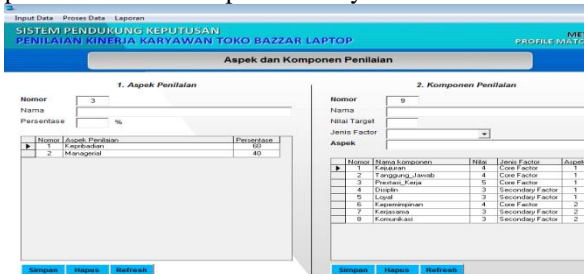 Input Data Proses Data Laporan
SISTEM PENDUKUNG KEPUTUSAN
PENILAIAN KINERJA KARYAWAN TOKO BAZZAR LAPTOP
MET
PROFILE MATC
Aspek dan Komponen Penilaian
1. Aspek Penilaian
Nomor 3
Nama
Persentase %
Nomor Aspek Penilaian Persentase
1 Kepribadian 60
2 Managerial 40
Simpan Hapus Refresh
2. Komponen Penilaian
Nomor 9
Nama
Nilai Target
Jenis Factor
Aspek
Nomor Nama komponen Nilai Jenis Factor Aspek
1 Kejujuran 4 Core Factor 1
2 Tanggung_Jawab 4 Core Factor 1
3 Prestasi_Kerja 5 Core Factor 1
4 Disiplin 3 Secondary Factor 1
5 Loyal 3 Secondary Factor 1
6 Kepemimpinan 4 Core Factor 2
7 Kerjasama 3 Secondary Factor 2
8 Komunikasi 3 Secondary Factor 2
Simpan Hapus Refresh